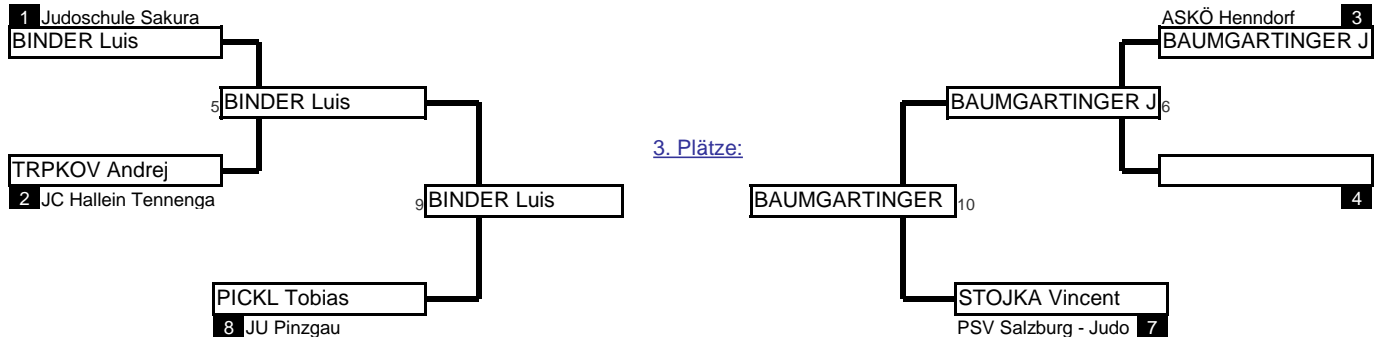 1 Judoschule Sakura
BINDER Luis
ASKÖ Henndorf 3
BAUMGARTINGER J
5 BINDER Luis
BAUMGARTINGER J 6
3. Plätze:
TRPKOV Andrej
2 JC Hallein Tennenga
4
9 BINDER Luis
BAUMGARTINGER 10
PICKL Tobias
8 JU Pinzgau
STOJKA Vincent
PSV Salzburg - Judo 7